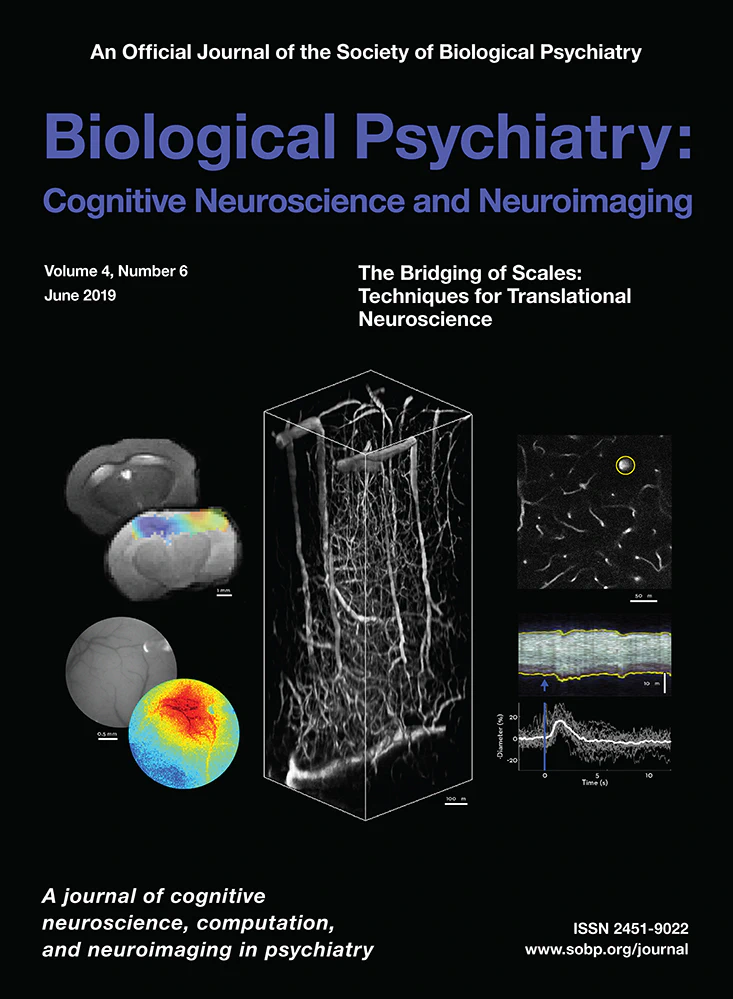 An Official Journal of the Society of Biological Psychiatry
Biological Psychiatry:
Cognitive Neuroscience and Neuroimaging
Volume 4, Number 6
June 2019
The Bridging of Scales:
Techniques for Translational
Neuroscience
1 mm
0.5 mm
100 m
50 m
10 m
ΔDiameter (%)
20
0
-20
0
5
10
Time (s)
A journal of cognitive
neuroscience, computation,
and neuroimaging in psychiatry
ISSN 2451-9022
www.sobp.org/journal